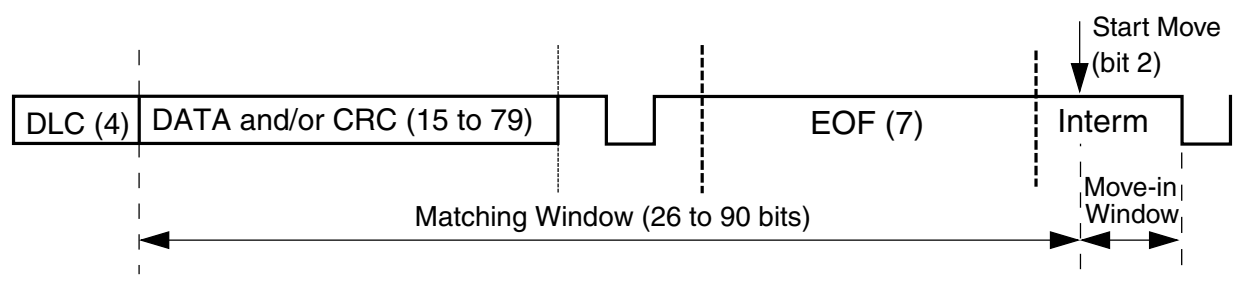 Start Move
(bit 2)
DLC (4)
DATA and/or CRC (15 to 79)
EOF (7)
Interm
Move-in
Window
Matching Window (26 to 90 bits)